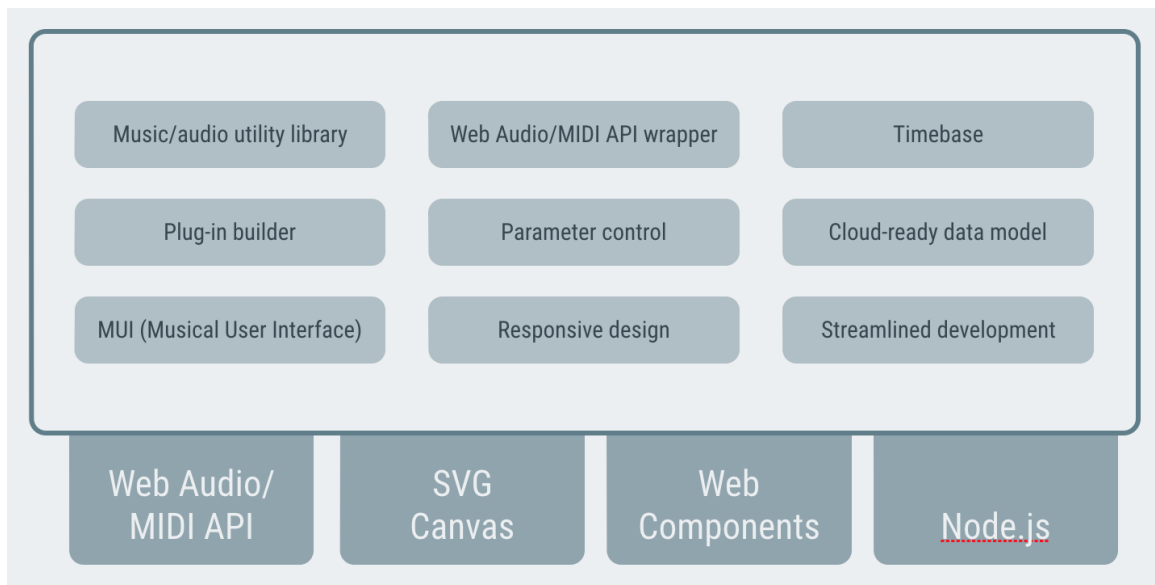 Music/audio utility library
Web Audio/MIDI API wrapper
Timebase
Plug-in builder
Parameter control
Cloud-ready data model
MUI (Musical User Interface)
Responsive design
Streamlined development
Web Audio/
MIDI API
SVG
Canvas
Web
Components
Node.js